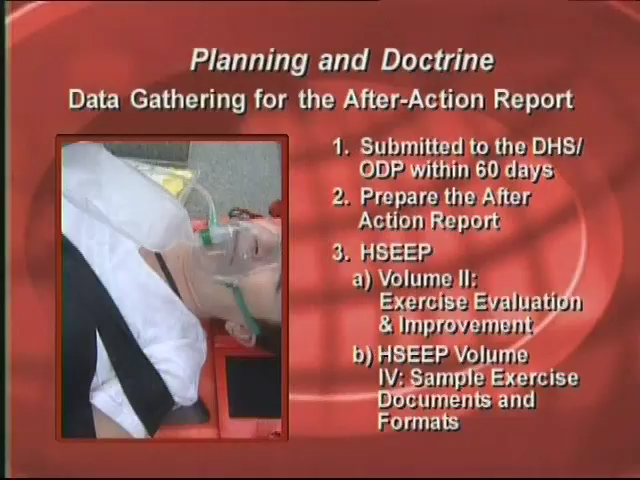 Planning and Doctrine
Data Gathering for the After-Action Report
1. Submitted to the DHS/
ODP within 60 days
2. Prepare the After
Action Report
3. HSEEP
a) Volume II:
Exercise Evaluation
& Improvement
b) HSEEP Volume
IV: Sample Exercise
Documents and
Formats